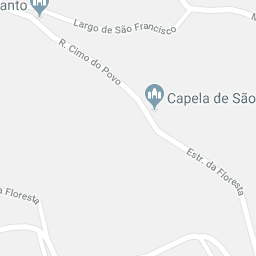 anto
Largo de São Francisco
R. Cimo do Povo
Capela de São
Estr. da Floresta
a Floresta